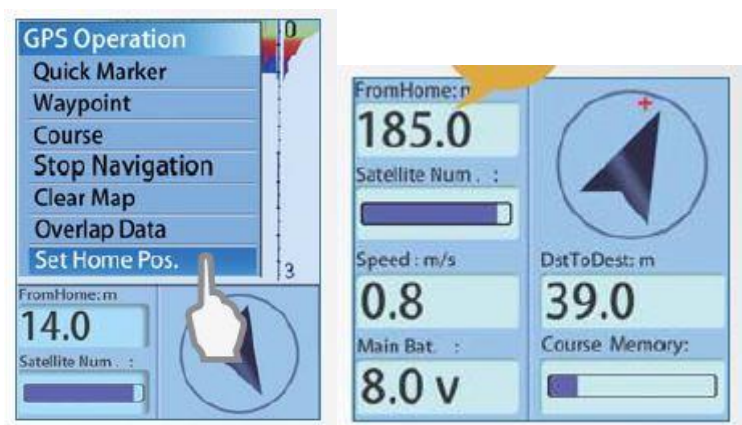 GPS Operation
0
Quick Marker
Waypoint
Course
Stop Navigation
Clear Map
Overlap Data
Set Home Pos.
3
FromHome: m
14.0
Satellite Num. :
FromHome:
185.0
Satellite Num. :
Speed: m/s
0.8
DstToDest: m
39.0
Main Bat. :
8.0 v
Course Memory: